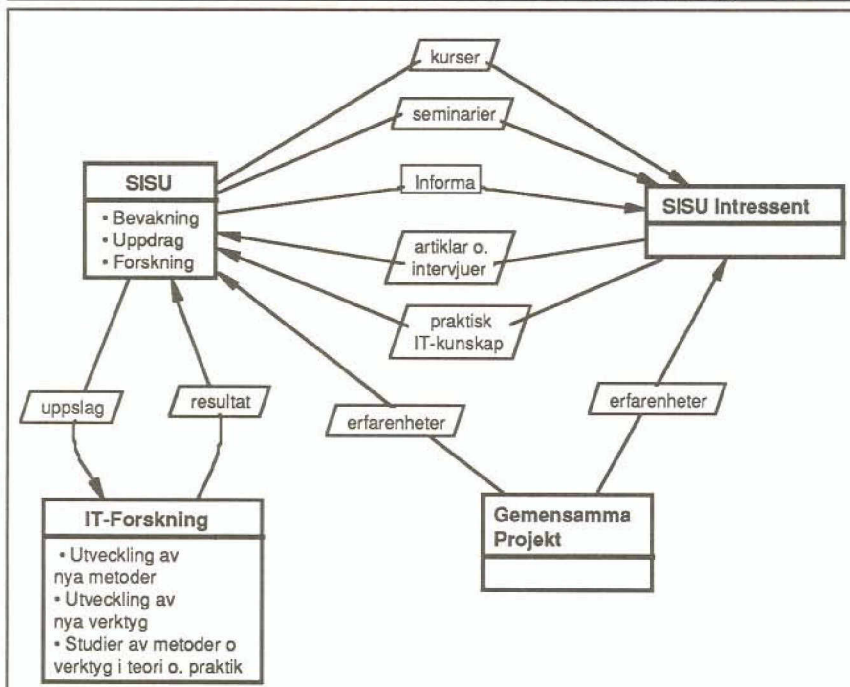 kurser
seminarier
Informa
SISU
• Bevakning
• Uppdrag
• Forskning
SISU Intressent
artiklar o.
intervjuer
praktisk
IT-kunskap
uppslag
resultat
erfarenheter
erfarenheter
IT-Forskning
• Utveckling av
nya metoder
• Utveckling av
nya verktyg
• Studier av metoder o
verktyg i teori o. praktik
Gemensamma
Projekt